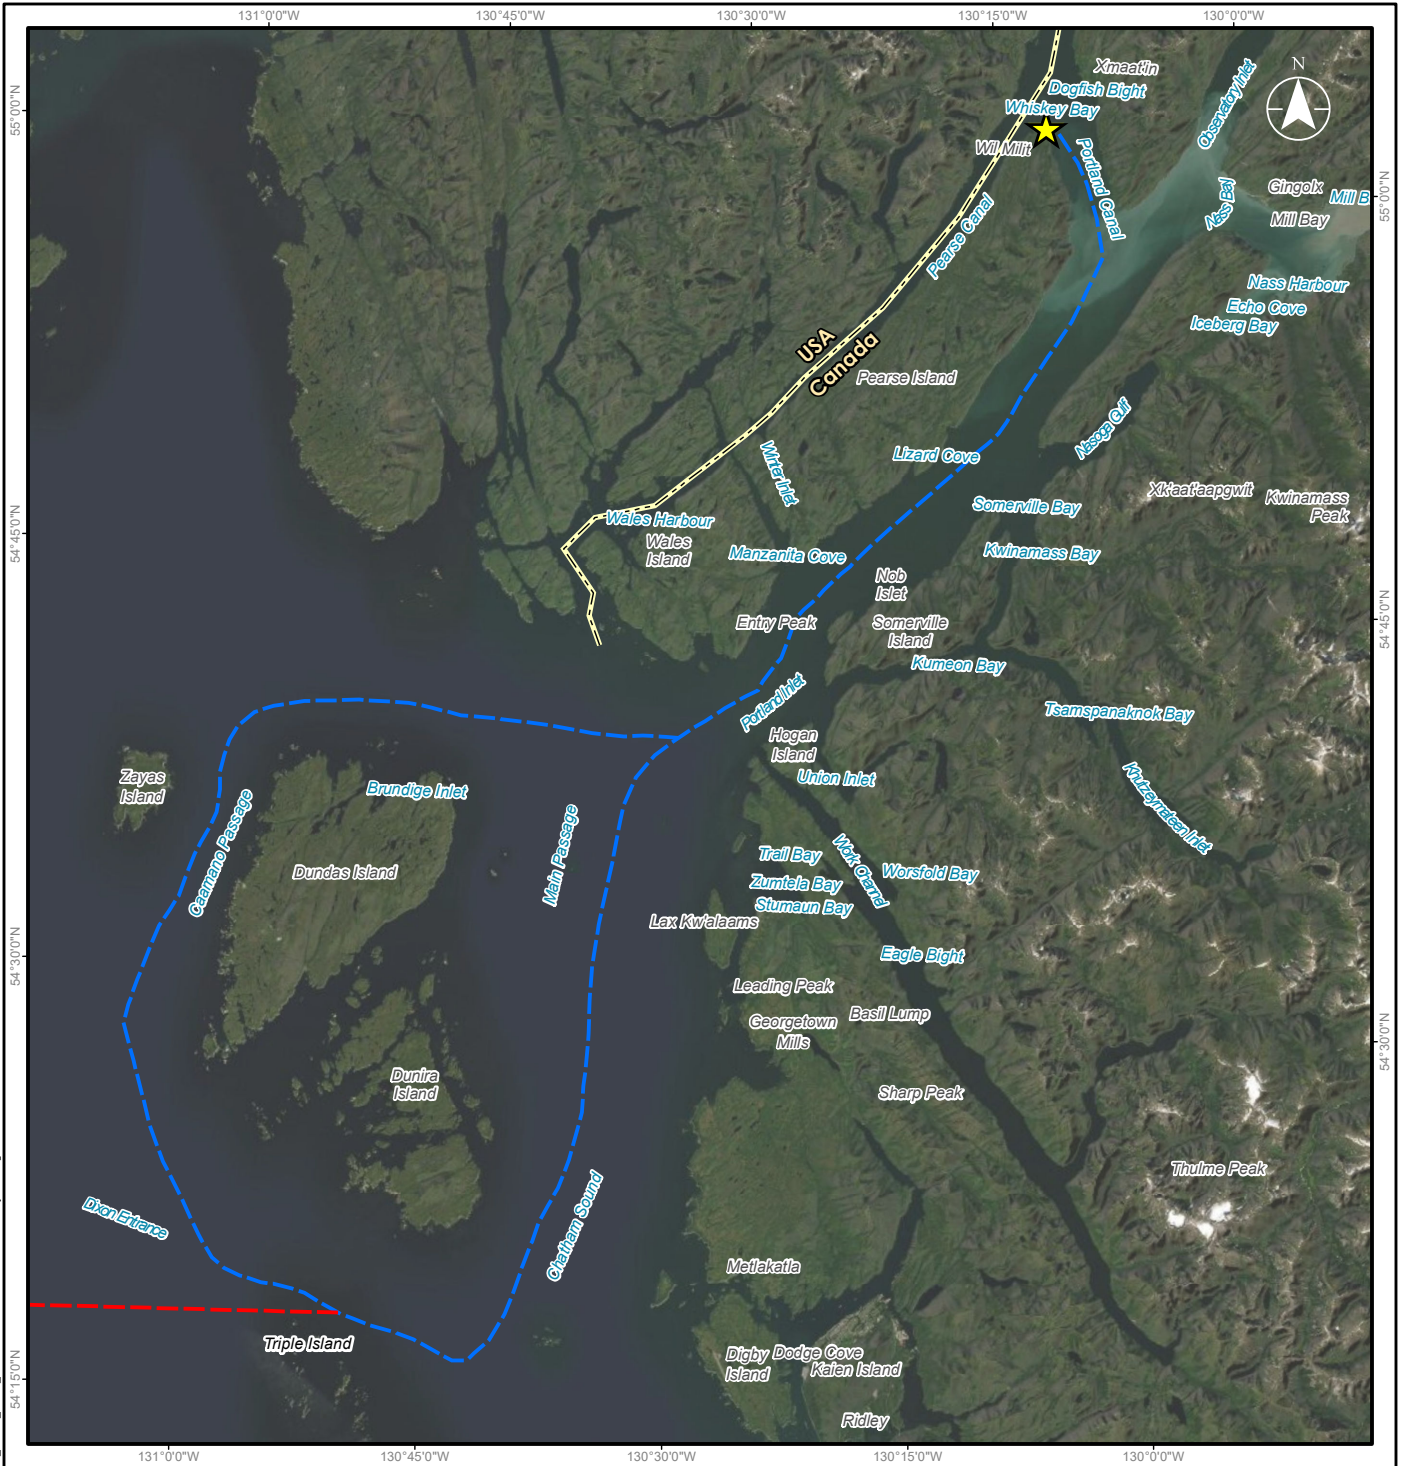 131°0'0"W
130°45'0"W
130°30'0"W
130°15'0"W
130°0'0"W
55°0'0"N
Xmaat'in
Dogfish Bight
Whiskey Bay
Observatory Inlet
N
Wil Milit
Portland Canal
Pearse Canal
Nass Bay
Gingolx
Mill B
Mill Bay
55°0'0"N
Nass Harbour
Echo Cove
Iceberg Bay
USA
Canada
Pearse Island
Nasoga Gulf
Winter Inlet
Lizard Cove
Xk'aat'aapgwit
Kwinamass
Peak
Somerville Bay
54°45'0"N
Wales Harbour
Wales
Island
Manzanita Cove
Kwinamass Bay
Nob
Islet
Entry Peak
Somerville
Island
54°45'0"N
Kumeon Bay
Portland Inlet
Tsamspanaknok Bay
Hogan
Island
Union Inlet
Khutzeymateen Inlet
Zayas
Island
Brundige Inlet
Caamano Passage
Main Passage
Dundas Island
Trail Bay
Work Channel
Worsfold Bay
Zumtela Bay
Stumaun Bay
Lax Kw'alaams
54°30'0"N
Eagle Bight
Leading Peak
Georgetown
Mills
Basil Lump
54°30'0"N
Dunira
Island
Sharp Peak
Thulme Peak
Dixon Entrance
Chatham Sound
Metlakatla
Triple Island
54°15'0"N
Digby
Island
Dodge Cove
Kaien Island
Ridley
131°0'0"W
130°45'0"W
130°30'0"W
130°15'0"W
130°0'0"W